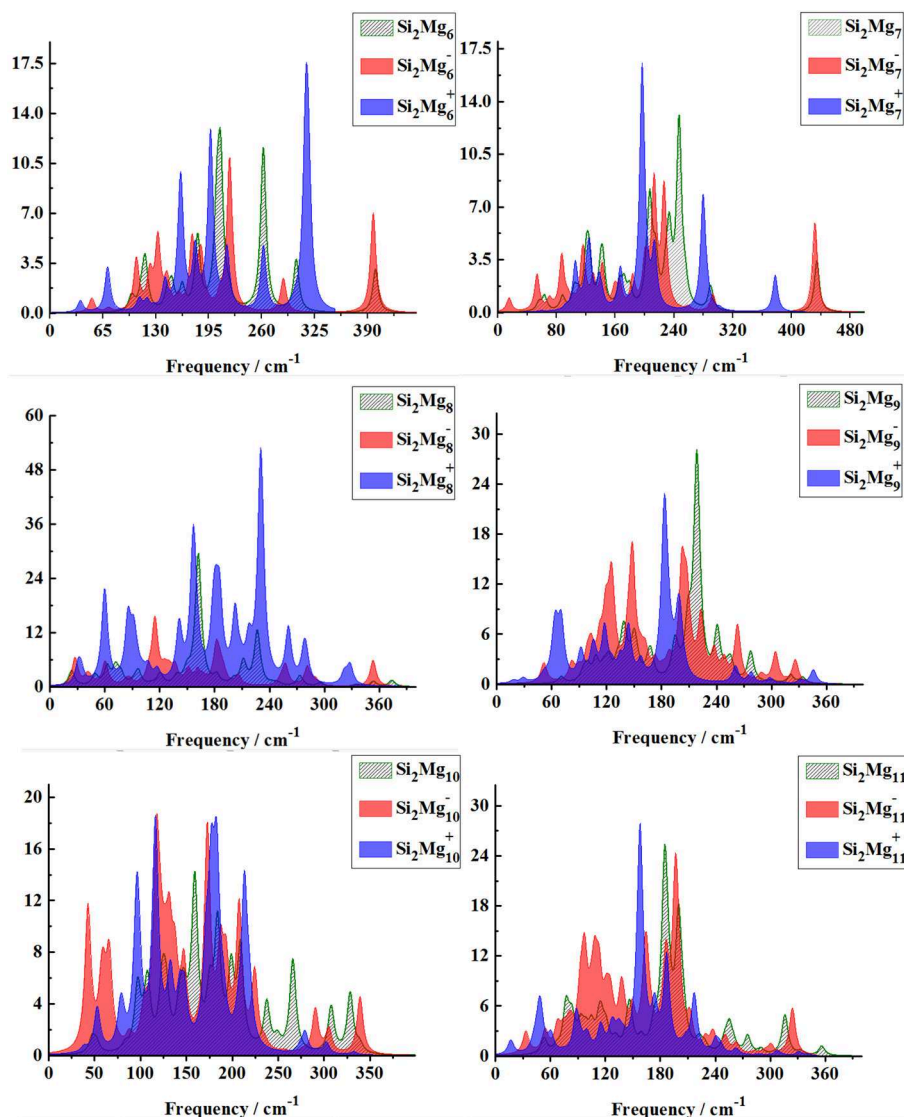 Si2Mg6
Si2Mg6-
Si2Mg6+
17.5
14.0
10.5
7.0
3.5
0.0
0 65 130 195 260 325 390
Frequency / cm-1
Si2Mg7
Si2Mg7-
Si2Mg7+
17.5
14.0
10.5
7.0
3.5
0.0
0 80 160 240 320 400 480
Frequency / cm-1
Si2Mg8
Si2Mg8-
Si2Mg8+
60
48
36
24
12
0
0 60 120 180 240 300 360
Frequency / cm-1
Si2Mg9
Si2Mg9-
Si2Mg9+
30
24
18
12
6
0
0 60 120 180 240 300 360
Frequency / cm-1
Si2Mg10
Si2Mg10-
Si2Mg10+
20
16
12
8
4
0
0 50 100 150 200 250 300 350
Frequency / cm-1
Si2Mg11
Si2Mg11-
Si2Mg11+
30
24
18
12
6
0
0 60 120 180 240 300 360
Frequency / cm-1